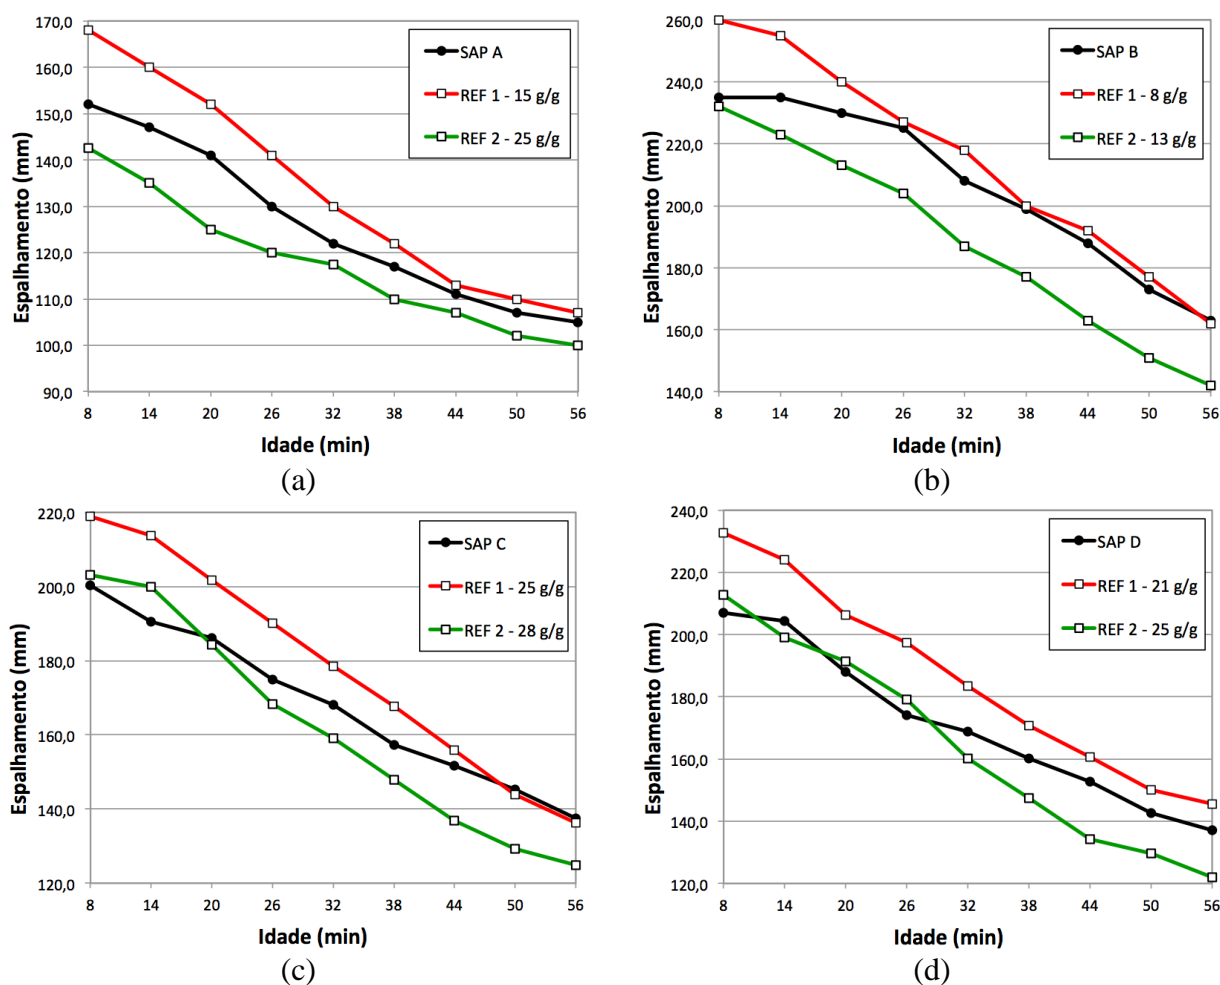 170,0
160,0
150,0
140,0
130,0
120,0
110,0
100,0
90,0
8 14 20 26 32 38 44 50 56
Espalhamento (mm)
Idade (min)
SAP A
REF 1 - 15 g/g
REF 2 - 25 g/g
(a)
260,0
240,0
220,0
200,0
180,0
160,0
140,0
8 14 20 26 32 38 44 50 56
Espalhamento (mm)
Idade (min)
SAP B
REF 1 - 8 g/g
REF 2 - 13 g/g
(b)
220,0
200,0
180,0
160,0
140,0
120,0
8 14 20 26 32 38 44 50 56
Espalhamento (mm)
Idade (min)
SAP C
REF 1 - 25 g/g
REF 2 - 28 g/g
(c)
240,0
220,0
200,0
180,0
160,0
140,0
120,0
8 14 20 26 32 38 44 50 56
Espalhamento (mm)
Idade (min)
SAP D
REF 1 - 21 g/g
REF 2 - 25 g/g
(d)